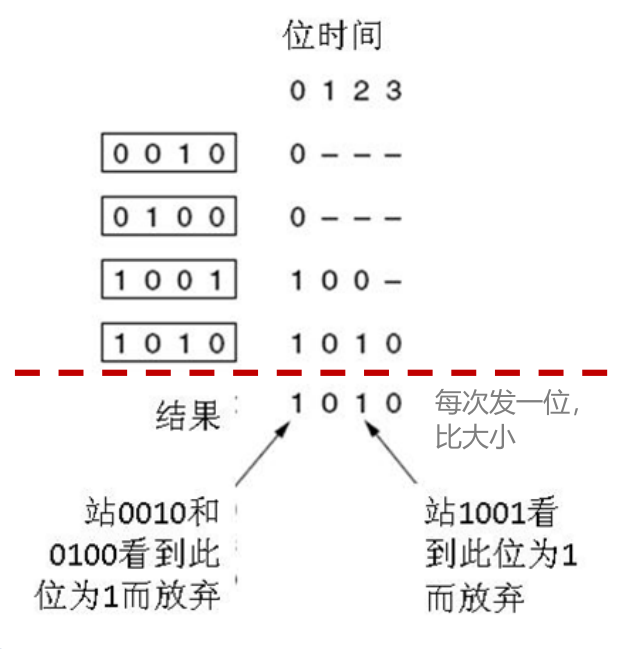 位时间
0 1 2 3
0 0 1 0 0 – – –
0 1 0 0 0 – – –
1 0 0 1 1 0 0 –
1 0 1 0 1 0 1 0
结果 1 0 1 0 每次发一位，
比大小
站0010和
0100看到此
位为1而放弃
站1001看
到此位为1
而放弃